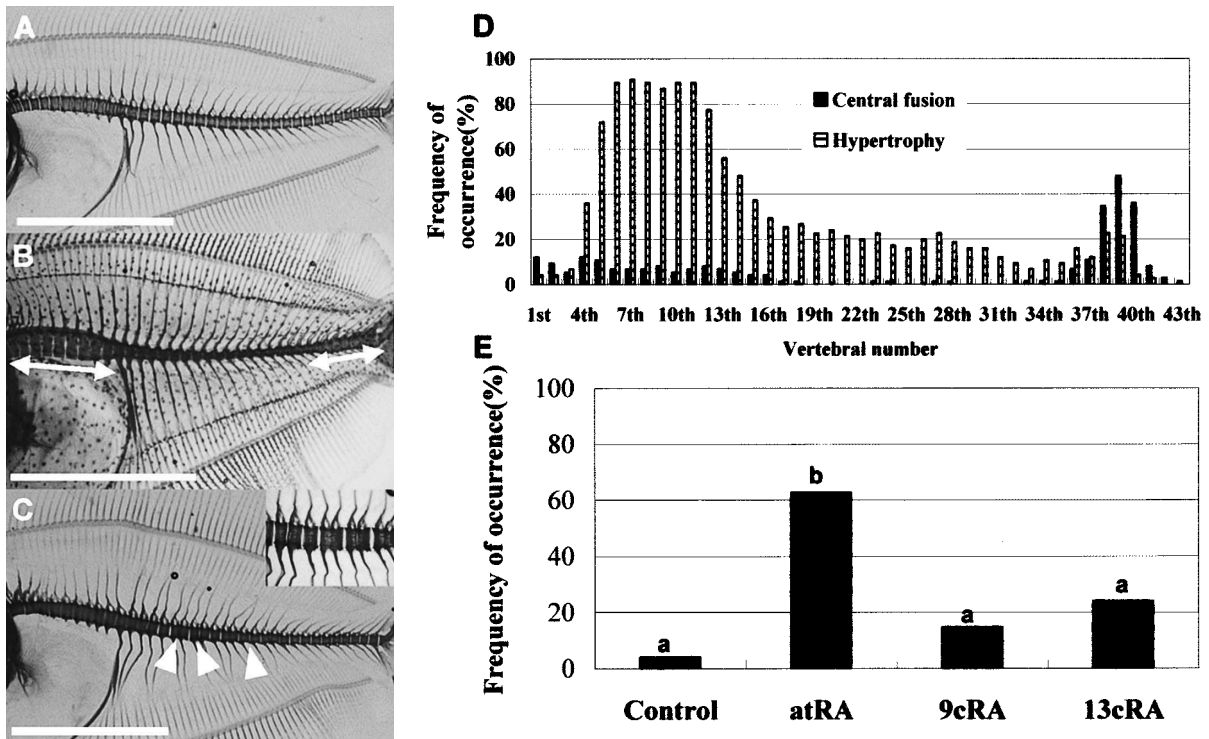 A
B
C
D
Frequency of
occurrence(%)
100
80
60
40
20
0
Central fusion
Hypertrophy
1st 4th 7th 10th 13th 16th 19th 22th 25th 28th 31th 34th 37th 40th 43th
Vertebral number
E
Frequency of occurrence(%)
100
80
60
40
20
0
a
b
a
a
Control atRA 9cRA 13cRA